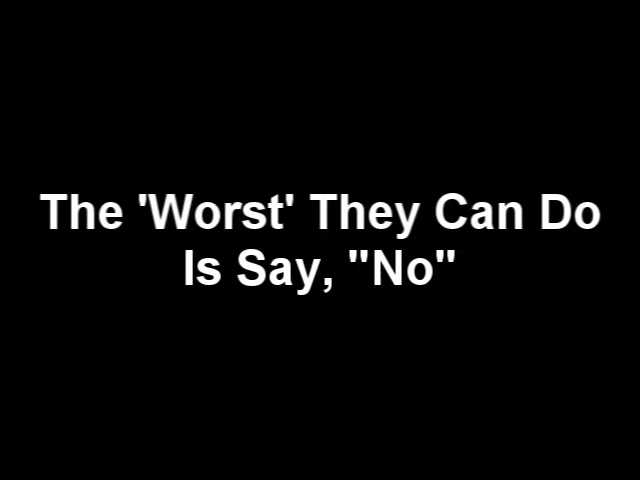 The 'Worst' They Can Do
Is Say, "No"